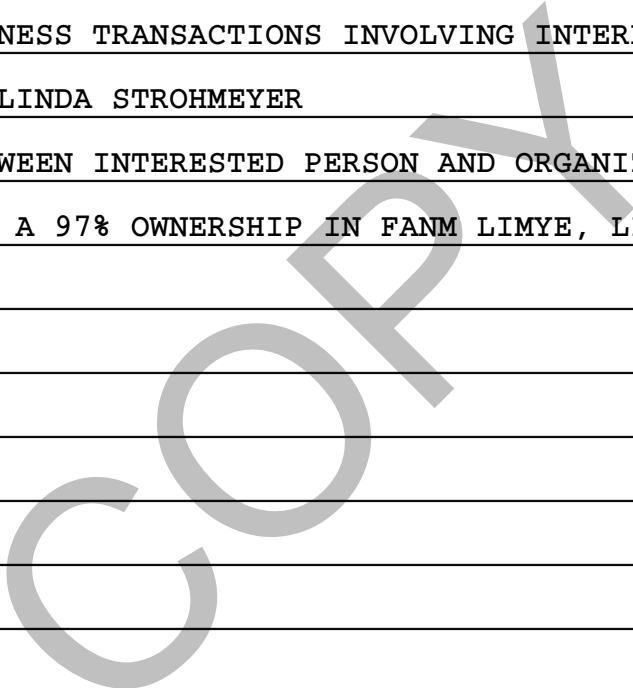 NESS TRANSACTIONS INVOLVING INTER
LINDA STROHMEYER
WEEN INTERESTED PERSON AND ORGANI
A 97% OWNERSHIP IN FANM LIMYE, L
COPY